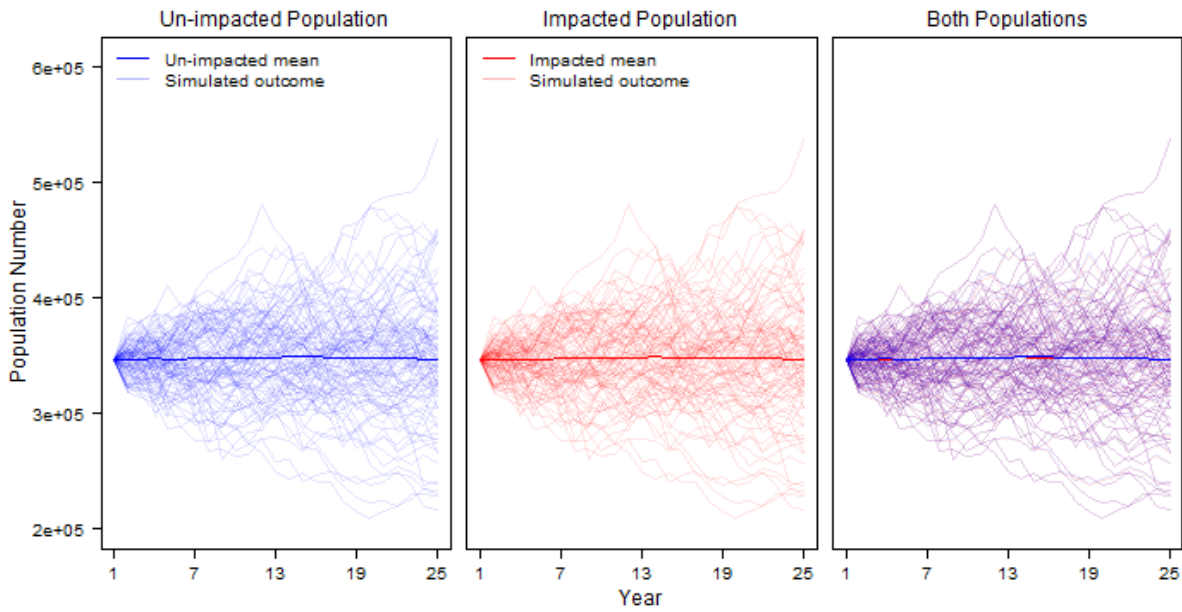 Un-impacted Population
Impacted Population
Both Populations
Un-impacted mean
Simulated outcome
Impacted mean
Simulated outcome
Population Number
6e+05
5e+05
4e+05
3e+05
2e+05
1 7 13 19 25
1 7 13 19 25
1 7 13 19 25
Year